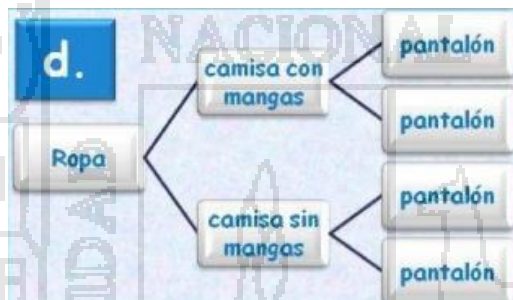 NACIONAL
d.
Ropa
camisa con
mangas
pantalón
pantalón
camisa sin
mangas
pantalón
pantalón